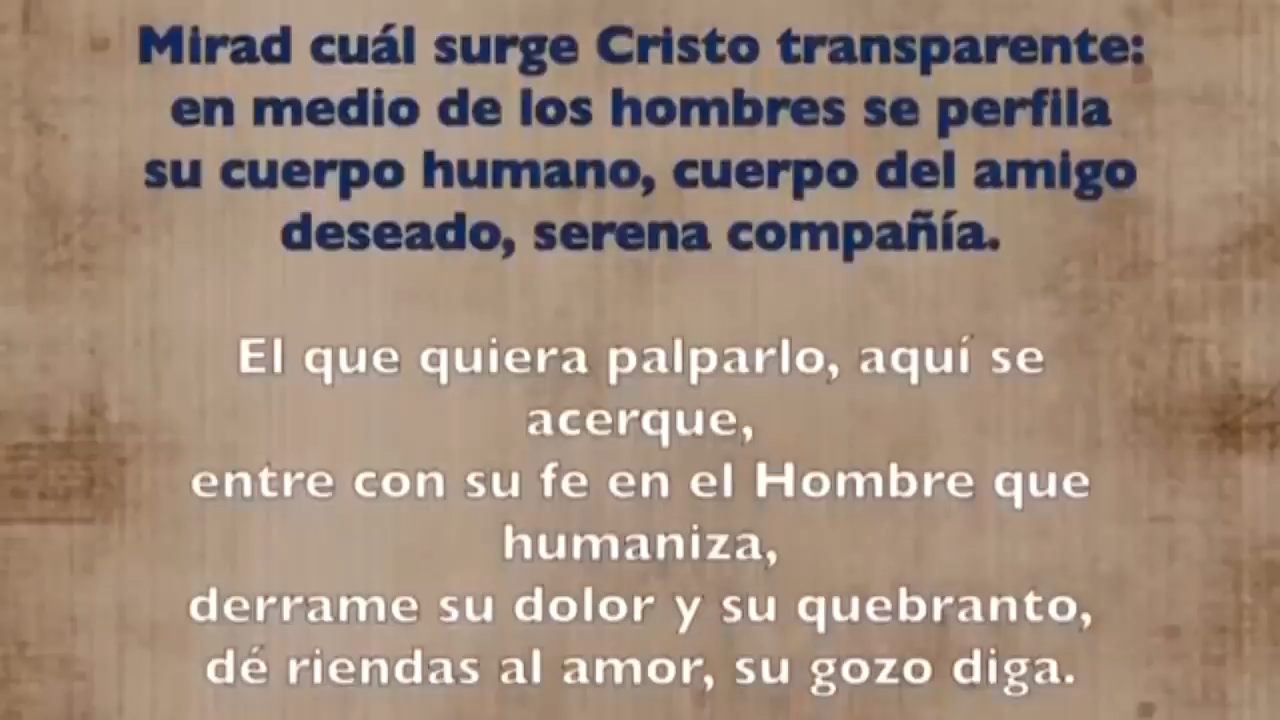 Mirad cuál surge Cristo transparente:
en medio de los hombres se perfila
su cuerpo humano, cuerpo del amigo
deseado, serena compañía.
El que quiera palparlo, aquí se
acerque,
entre con su fe en el Hombre que
humaniza,
derrame su dolor y su quebranto,
dé riendas al amor, su gozo diga.